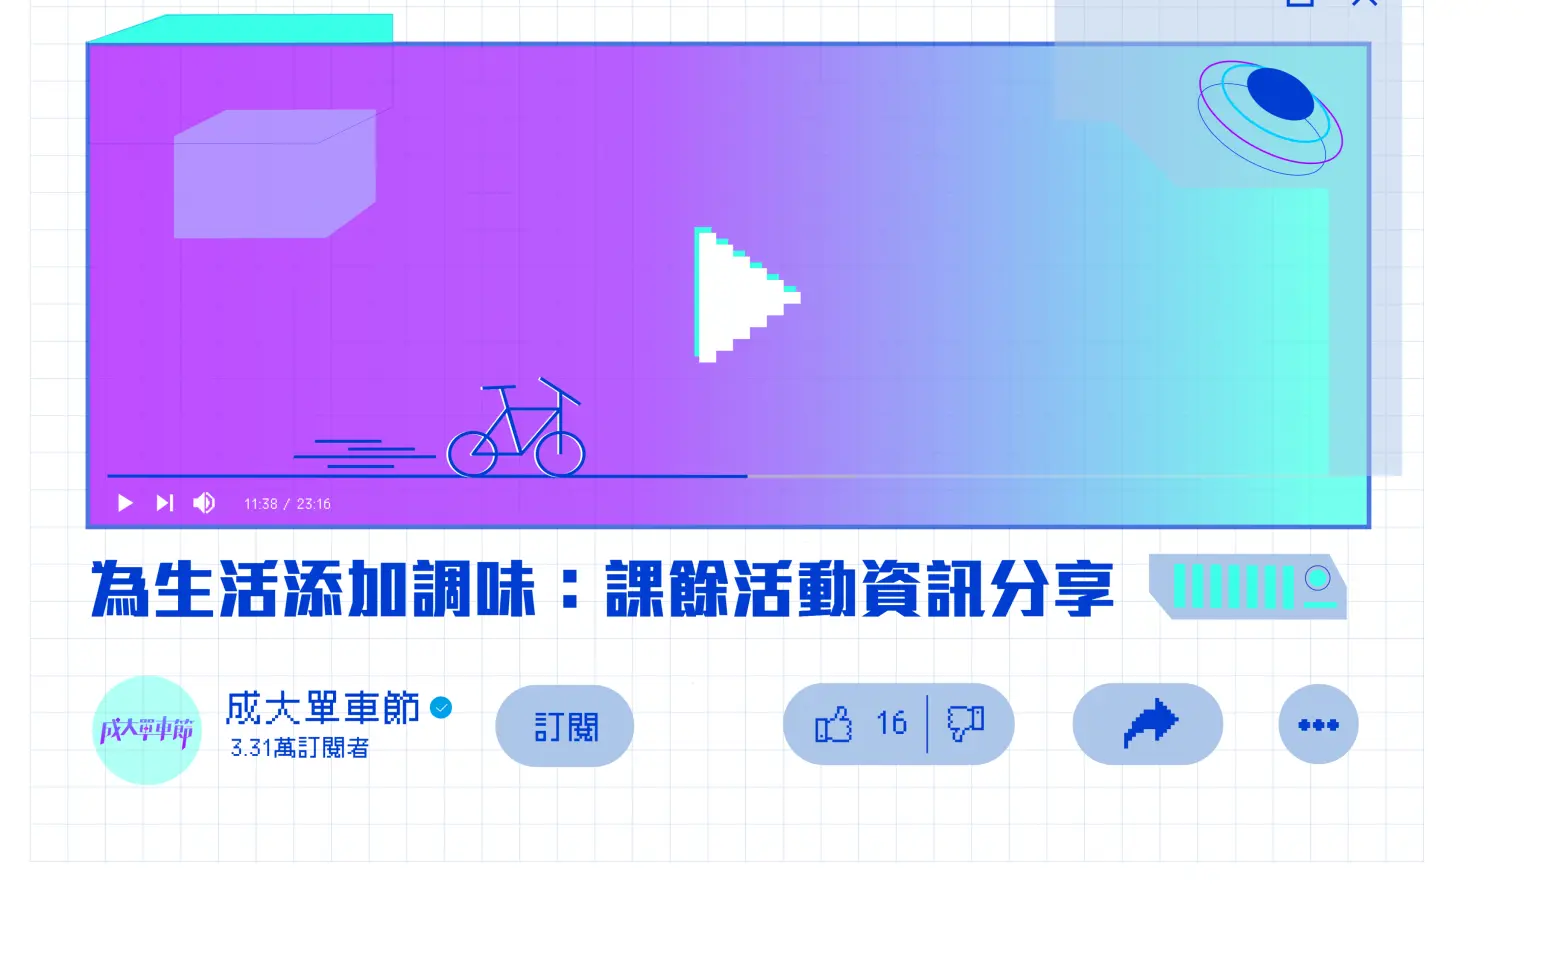 11:38 / 23:16
為生活添加調味：課餘活動資訊分享
成大單車節
成大單車節
3.31萬訂閱者
訂閱
16